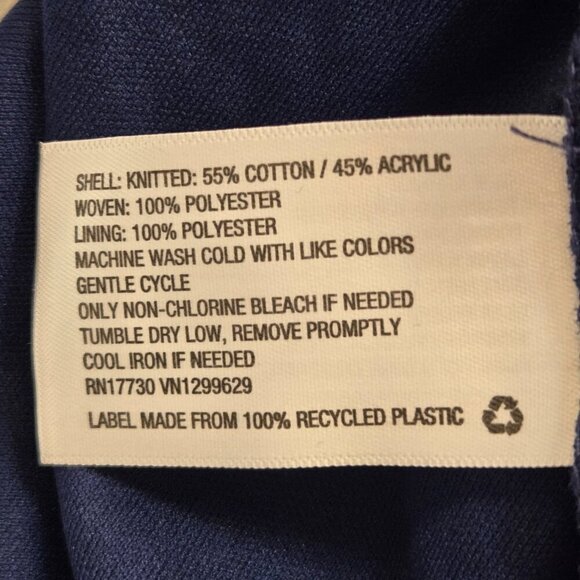 SHELL: KNITTED: 55% COTTON / 45% ACRYLIC
WOVEN: 100% POLYESTER
LINING: 100% POLYESTER
MACHINE WASH COLD WITH LIKE COLORS
GENTLE CYCLE
ONLY NON-CHLORINE BLEACH IF NEEDED
TUMBLE DRY LOW, REMOVE PROMPTLY
COOL IRON IF NEEDED
RN17730 VN1299629
LABEL MADE FROM 100% RECYCLED PLASTIC